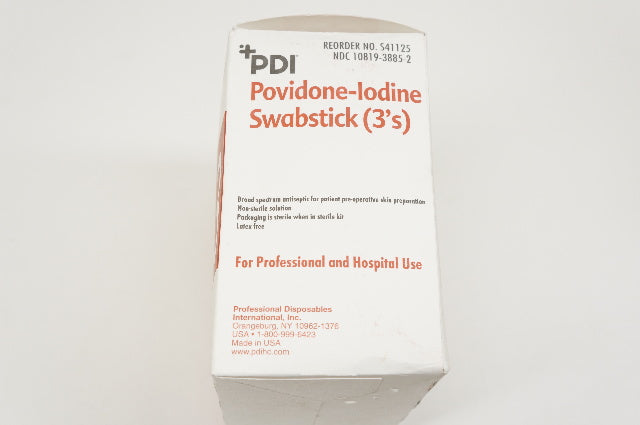 REORDER NO. S41125
NDC 10819-3885-2
PDI
Povidone-Iodine
Swabstick (3's)
Broad spectrum antiseptic for patient pre-operative skin preparation
Non-sterile solution
Packaging is sterile when in sterile kit
Latex free
For Professional and Hospital Use
Professional Disposables
International, Inc.
Orangeburg, NY 10962-1376
USA • 1-800-999-6423
Made in USA
www.pdihc.com